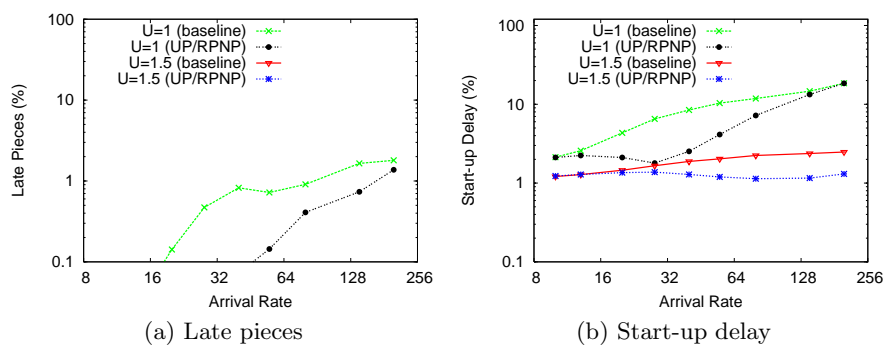 100
10
1
0.1
8
16
32
64
128
256
Late Pieces (%)
Arrival Rate
U=1 (baseline)
U=1 (UP/RPNP)
U=1.5 (baseline)
U=1.5 (UP/RPNP)
(a) Late pieces
100
10
1
0.1
8
16
32
64
128
256
Start-up Delay (%)
Arrival Rate
U=1 (baseline)
U=1 (UP/RPNP)
U=1.5 (baseline)
U=1.5 (UP/RPNP)
(b) Start-up delay